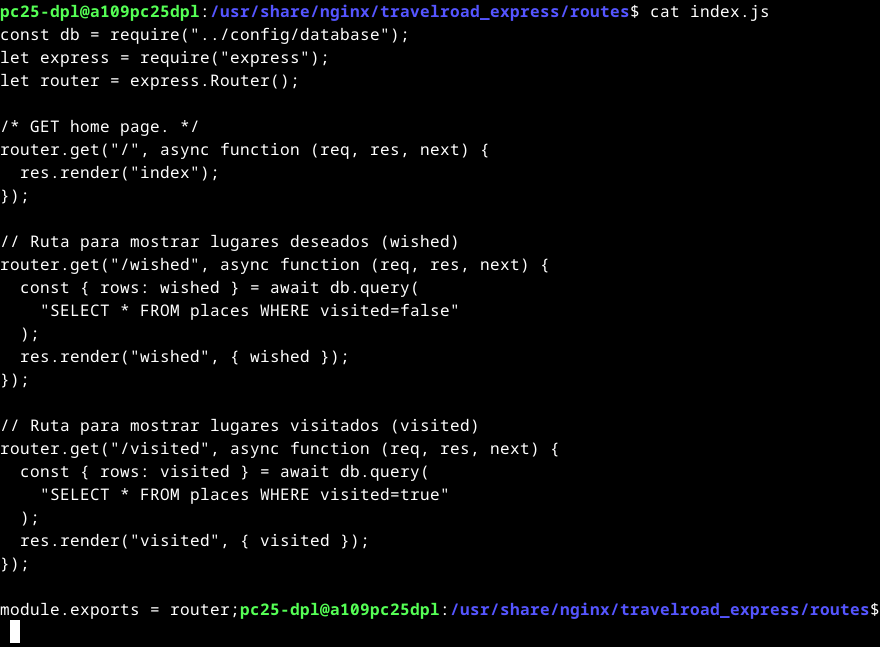 pc25-dpl@a109pc25dpl:/usr/share/nginx/travelroad_express/routes$ cat index.js
const db = require("../config/database");
let express = require("express");
let router = express.Router();

/* GET home page. */
router.get("/", async function (req, res, next) {
  res.render("index");
});

// Ruta para mostrar lugares deseados (wished)
router.get("/wished", async function (req, res, next) {
  const { rows: wished } = await db.query(
    "SELECT * FROM places WHERE visited=false"
  );
  res.render("wished", { wished });
});

// Ruta para mostrar lugares visitados (visited)
router.get("/visited", async function (req, res, next) {
  const { rows: visited } = await db.query(
    "SELECT * FROM places WHERE visited=true"
  );
  res.render("visited", { visited });
});

module.exports = router;pc25-dpl@a109pc25dpl:/usr/share/nginx/travelroad_express/routes$